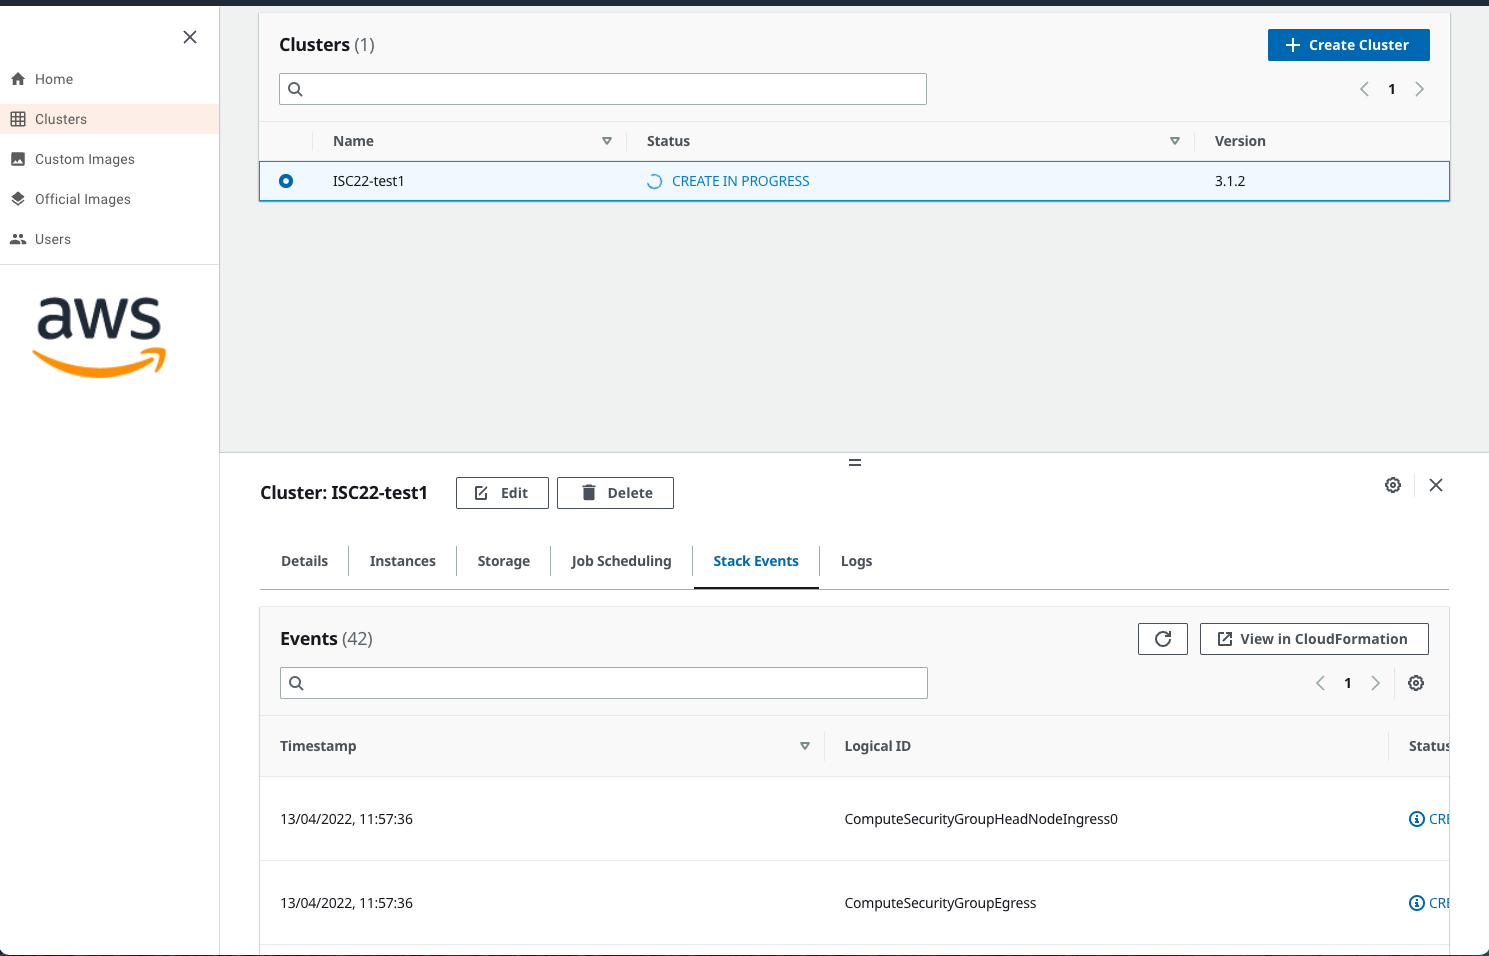 Home
Clusters
Custom Images
Official Images
Users
aws
Clusters (1)
Create Cluster
1
Name Status Version
ISC22-test1 CREATE IN PROGRESS 3.1.2
Cluster: ISC22-test1 Edit Delete
Details Instances Storage Job Scheduling Stack Events Logs
Events (42)
View in CloudFormation
1
Timestamp Logical ID Status
13/04/2022, 11:57:36 ComputeSecurityGroupHeadNodeIngress0 CRE
13/04/2022, 11:57:36 ComputeSecurityGroupEgress CRE